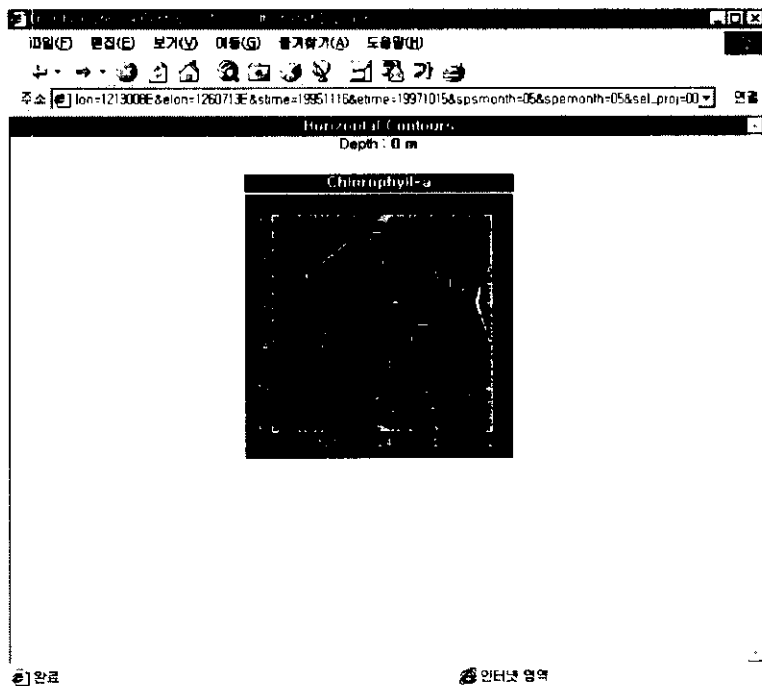 파일(F) 편집(E) 보기(V) 이동(G) 즐겨찾기(A) 도움말(H)
가
주소 lon=1213008E&elon=1260713E&stime=19951116&etime=19971015&spsmonth=05&spemonth=05&sel_proj=00 연결
Horizontal Contours
Depth : 0 m
Chlorophyll-a
완료 인터넷 영역